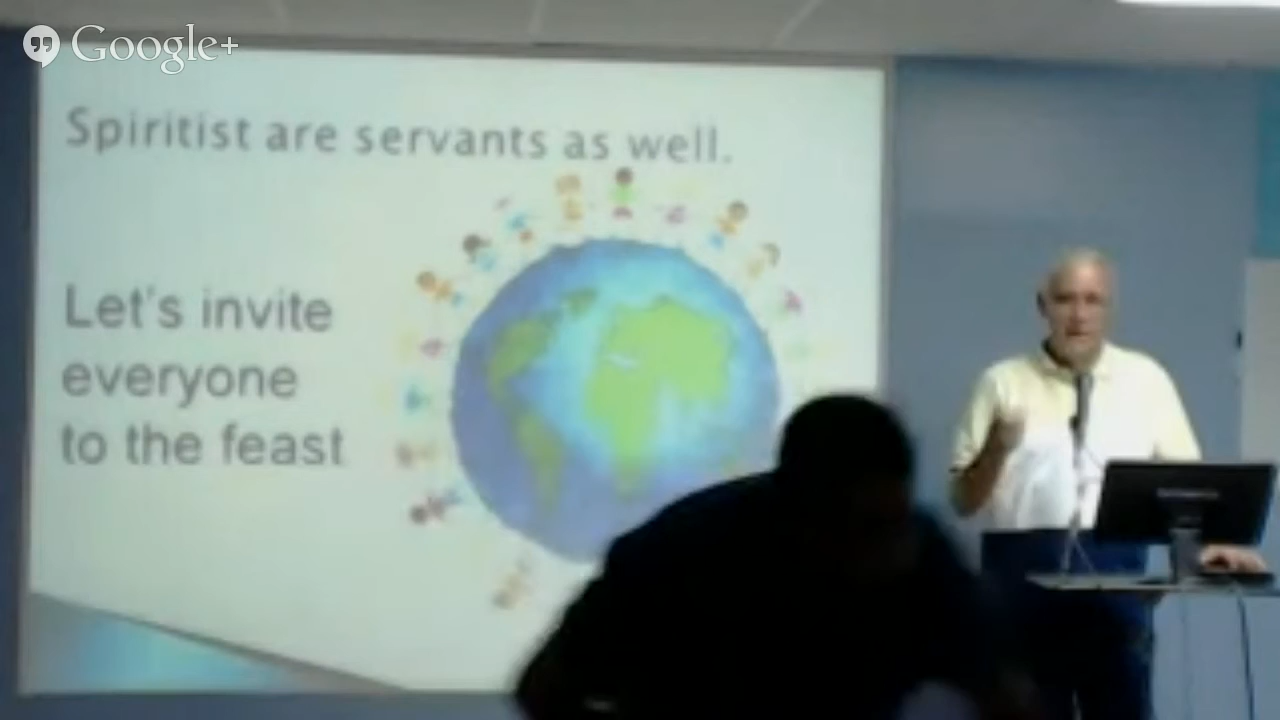 Google+
Spiritist are servants as well.
Let's invite
everyone
to the feast